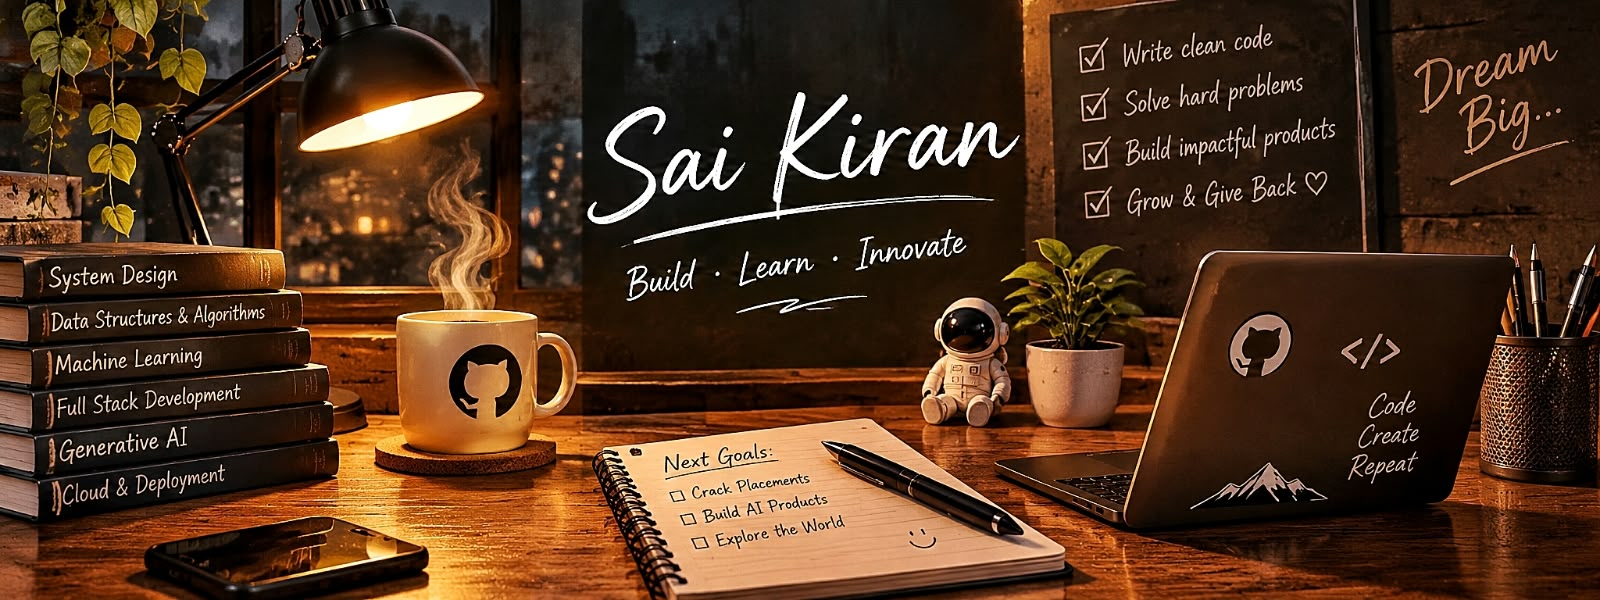 Sai Kiran
Build · Learn · Innovate
Write clean code
Solve hard problems
Build impactful products
Grow & Give Back ♡
Dream
Big...
System Design
Data Structures & Algorithms
Machine Learning
Full Stack Development
Generative AI
Cloud & Deployment
Next Goals:
Crack Placements
Build AI Products
Explore the World
</>
Code
Create
Repeat